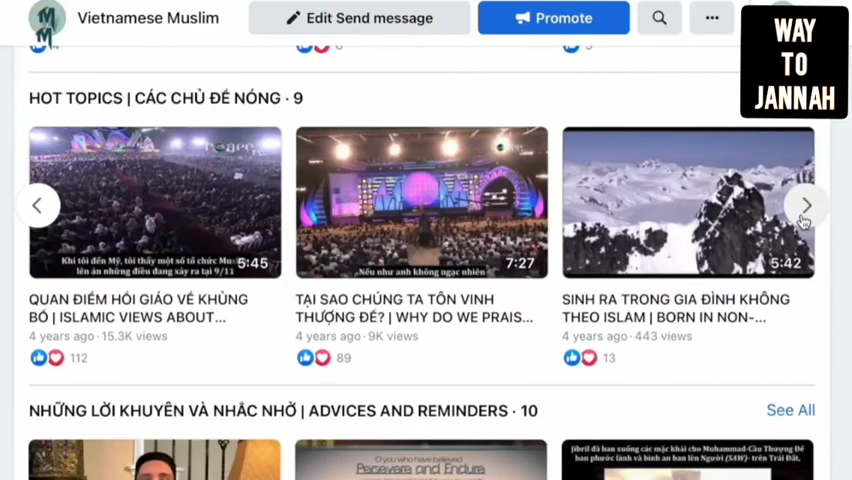 Vietnamese Muslim
Edit Send message
Promote
WAY
TO
JANNAH
HOT TOPICS | CÁC CHỦ ĐỀ NÓNG · 9
peace
Khi tôi đến Mỹ, tôi thấy một số tổ chức Mu
lên án những điều đang xảy ra tại 9/11
5:45
Nếu như anh không ngạc nhiên
7:27
5:42
QUAN ĐIỂM HỒI GIÁO VỀ KHỦNG
BỐ | ISLAMIC VIEWS ABOUT...
4 years ago · 15.3K views
112
TẠI SAO CHÚNG TA TÔN VINH
THƯỢNG ĐẾ? | WHY DO WE PRAIS...
4 years ago · 9K views
89
SINH RA TRONG GIA ĐÌNH KHÔNG
THEO ISLAM | BORN IN NON-...
4 years ago · 443 views
13
NHỮNG LỜI KHUYÊN VÀ NHẮC NHỞ | ADVICES AND REMINDERS · 10
See All
O you who have believed
Persevere and Endure
Jibril đã ban xuống các mặc khải cho Muhammad-Cầu Thượng Đế
ban phước lành và bình an ban lên Người (SAW)- trên Trái Đất,